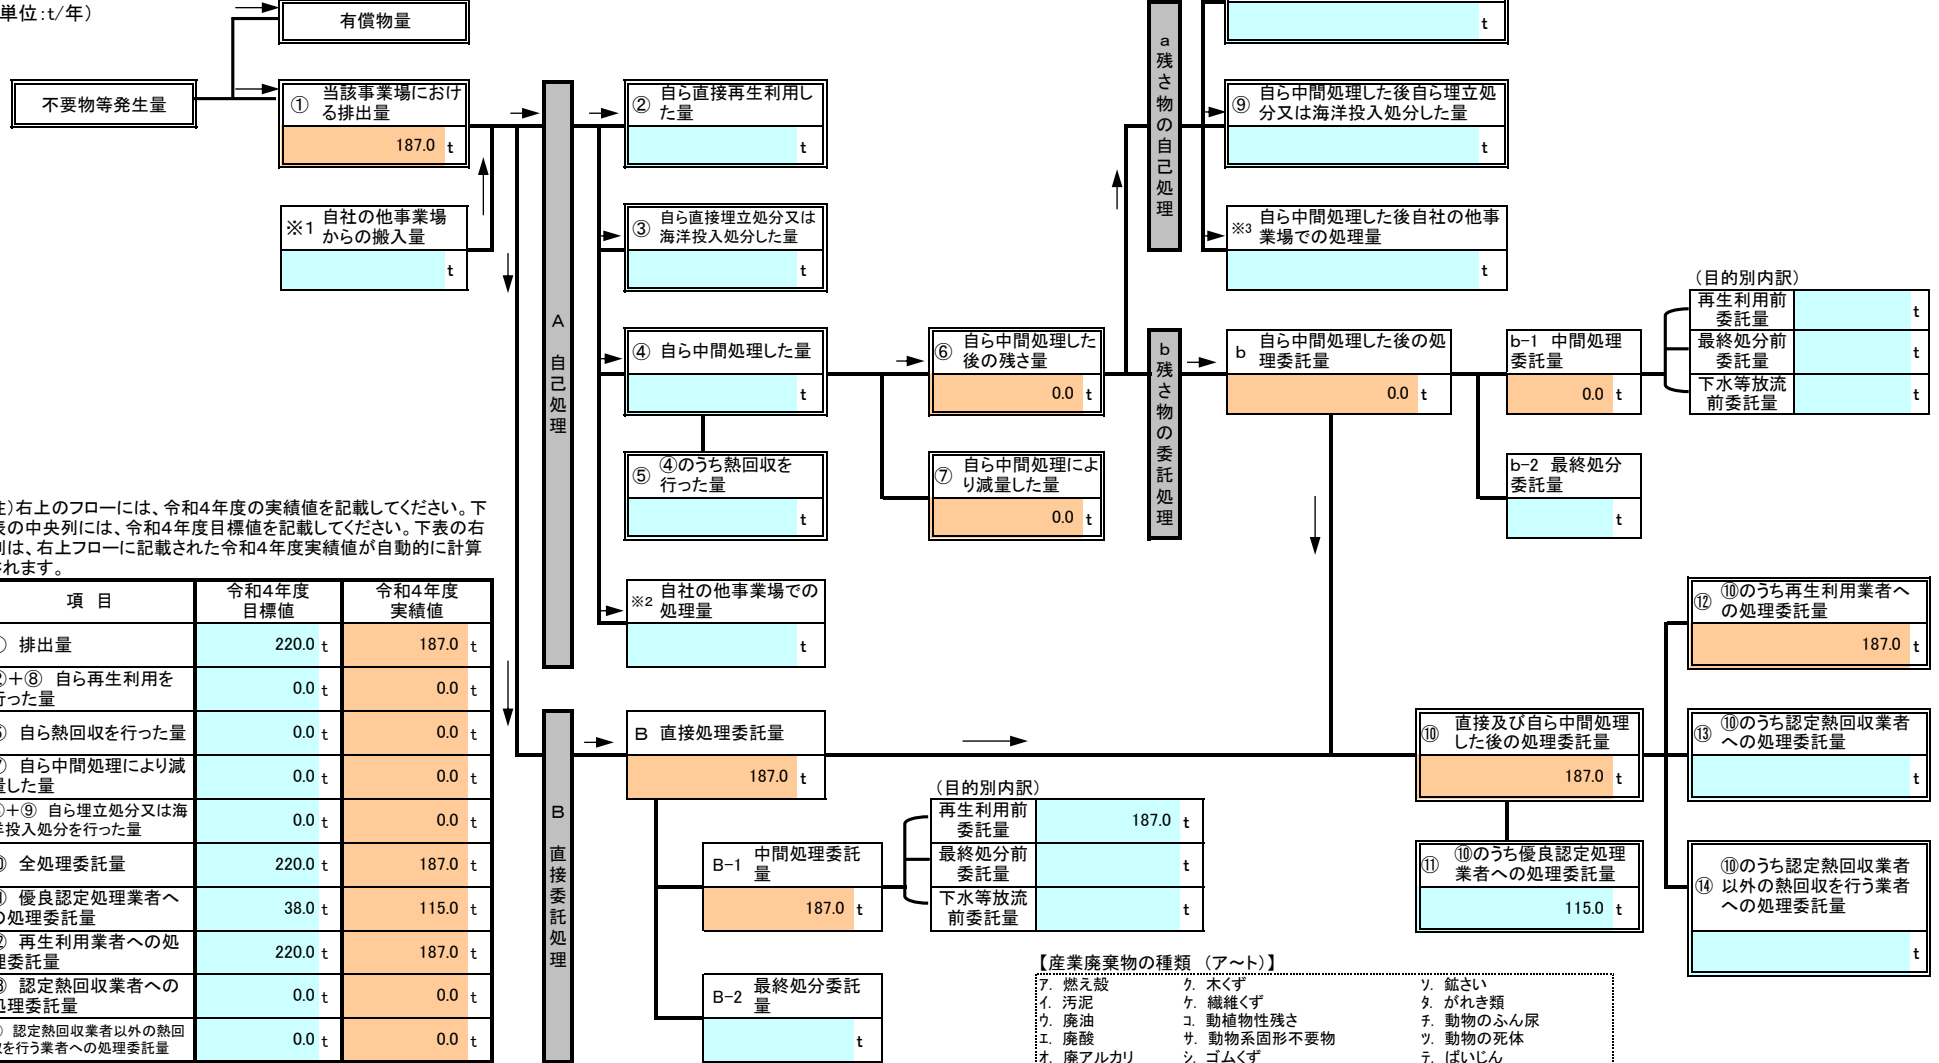 単位:t/年）
有償物量
不要物等発生量
① 当該事業場におけ
る排出量
187.0 t
※1 自社の他事業場
からの搬入量
t
A 自己処理
② 自ら直接再生利用し
た量
t
③ 自ら直接埋立処分又は
海洋投入処分した量
t
④ 自ら中間処理した量
t
⑤ ④のうち熱回収を
行った量
t
※2 自社の他事業場での
処理量
t
⑥ 自ら中間処理した
後の残さ量
0.0 t
⑦ 自ら中間処理によ
り減量した量
0.0 t
a 残さ物の自己処理
t
⑨ 自ら中間処理した後自ら埋立処
分又は海洋投入処分した量
t
※3 自ら中間処理した後自社の他事
業場での処理量
t
b 残さ物の委託処理
b 自ら中間処理した後の処
理委託量
0.0 t
b-1 中間処理
委託量
0.0 t
b-2 最終処分
委託量
t
（目的別内訳）
再生利用前
委託量
t
最終処分前
委託量
t
下水等放流
前委託量
t
注）右上のフローには、令和4年度の実績値を記載してください。下
表の中央列には、令和4年度目標値を記載してください。下表の右
列は、右上フローに記載された令和4年度実績値が自動的に計算
されます。
項 目
令和4年度
目標値
令和4年度
実績値
① 排出量 220.0 t 187.0 t
②+⑧ 自ら再生利用を
行った量 0.0 t 0.0 t
⑤ 自ら熱回収を行った量 0.0 t 0.0 t
⑦ 自ら中間処理により減
量した量 0.0 t 0.0 t
③+⑨ 自ら埋立処分又は海
洋投入処分を行った量 0.0 t 0.0 t
⑩ 全処理委託量 220.0 t 187.0 t
⑪ 優良認定処理業者へ
の処理委託量 38.0 t 115.0 t
⑫ 再生利用業者への処
理委託量 220.0 t 187.0 t
⑬ 認定熱回収業者への
処理委託量 0.0 t 0.0 t
⑭ 認定熱回収業者以外の熱回
収を行う業者への処理委託量 0.0 t 0.0 t
B 直接委託処理
B 直接処理委託量
187.0 t
B-1 中間処理委託
量
187.0 t
B-2 最終処分委託
量
t
（目的別内訳）
再生利用前
委託量
187.0 t
最終処分前
委託量
t
下水等放流
前委託量
t
⑩ 直接及び自ら中間処理
した後の処理委託量
187.0 t
⑪ ⑩のうち優良認定処理
業者への処理委託量
115.0 t
⑫ ⑩のうち再生利用業者へ
の処理委託量
187.0 t
⑬ ⑩のうち認定熱回収業者
への処理委託量
t
⑭ ⑩のうち認定熱回収業者
以外の熱回収を行う業者
への処理委託量
t
【産業廃棄物の種類 （ア～ト）】
ア. 燃え殻 ク. 木くず ソ. 鉱さい
イ. 汚泥 ケ. 繊維くず タ. がれき類
ウ. 廃油 コ. 動植物性残さ チ. 動物のふん尿
エ. 廃酸 サ. 動物系固形不要物 ツ. 動物の死体
オ. 廃アルカリ シ. ゴムくず テ. ばいじん